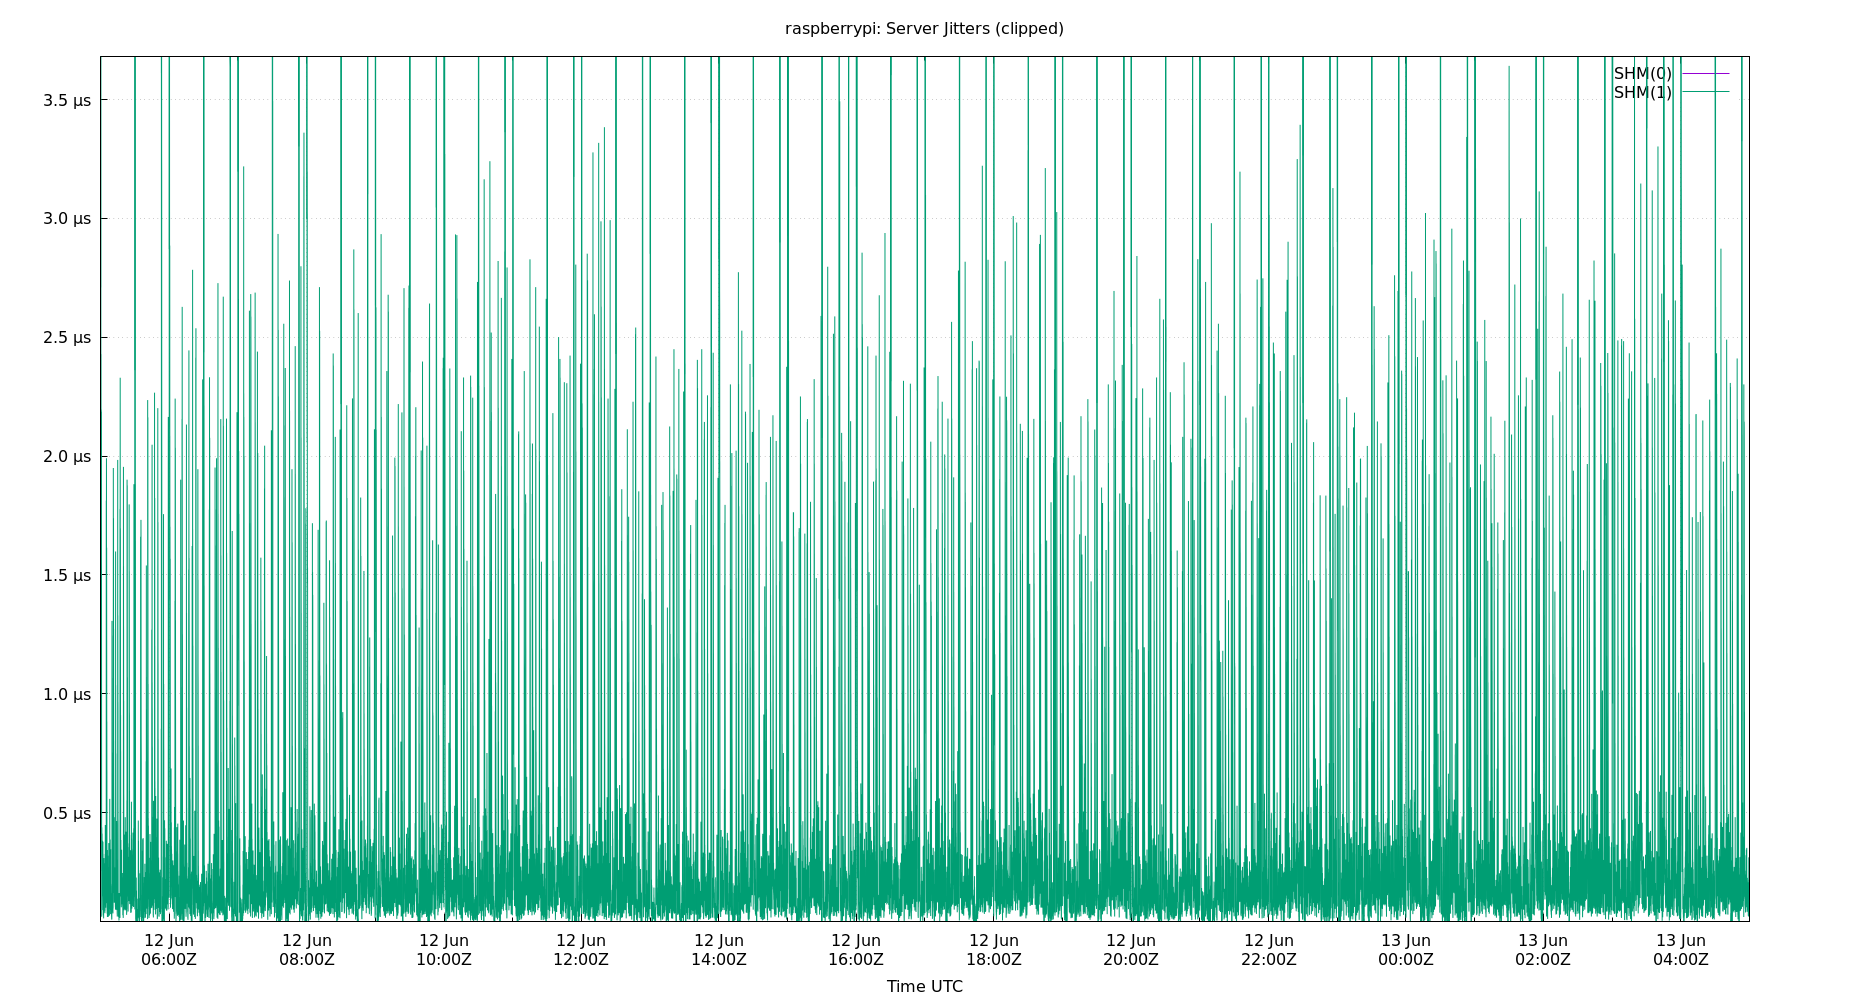 raspberrypi: Server Jitters (clipped)
SHM(0)
SHM(1)
3.5 µs
3.0 µs
2.5 µs
2.0 µs
1.5 µs
1.0 µs
0.5 µs
12 Jun 12 Jun 12 Jun 12 Jun 12 Jun 12 Jun 12 Jun 12 Jun 12 Jun 13 Jun 13 Jun 13 Jun
06:00Z 08:00Z 10:00Z 12:00Z 14:00Z 16:00Z 18:00Z 20:00Z 22:00Z 00:00Z 02:00Z 04:00Z
Time UTC